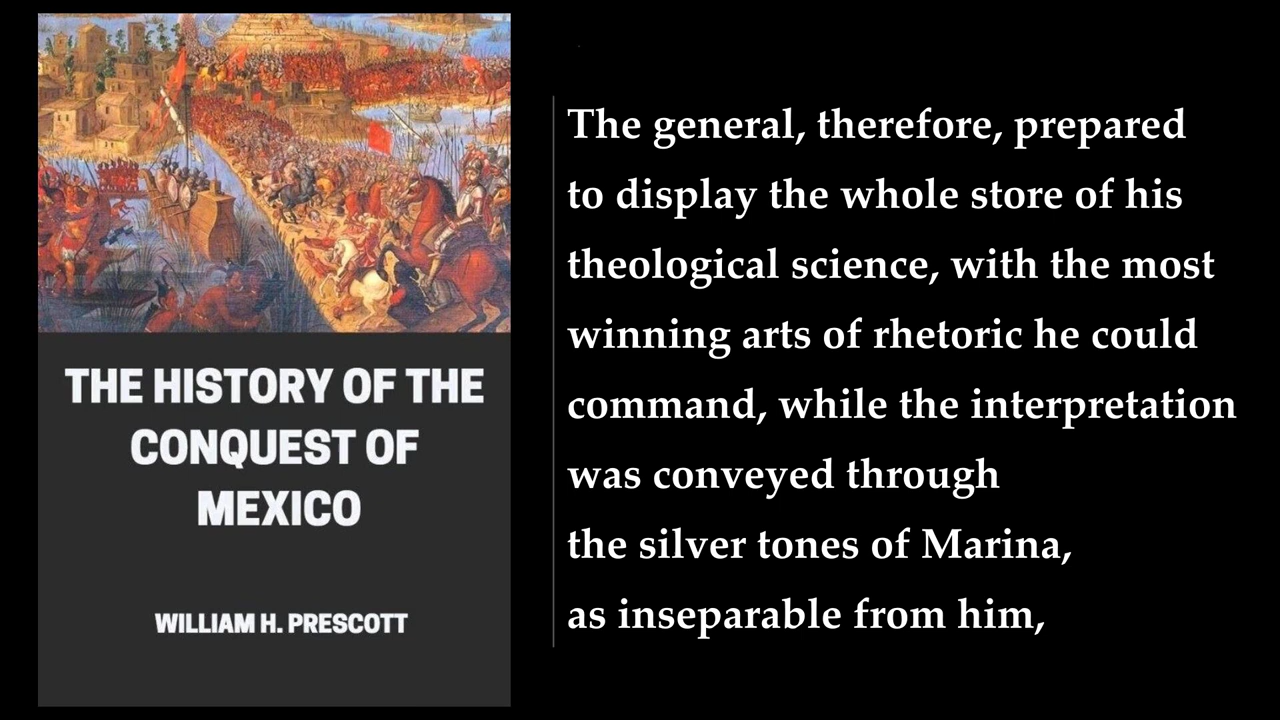 THE HISTORY OF THE
CONQUEST OF
MEXICO
WILLIAM H. PRESCOTT
The general, therefore, prepared
to display the whole store of his
theological science, with the most
winning arts of rhetoric he could
command, while the interpretation
was conveyed through
the silver tones of Marina,
as inseparable from him,